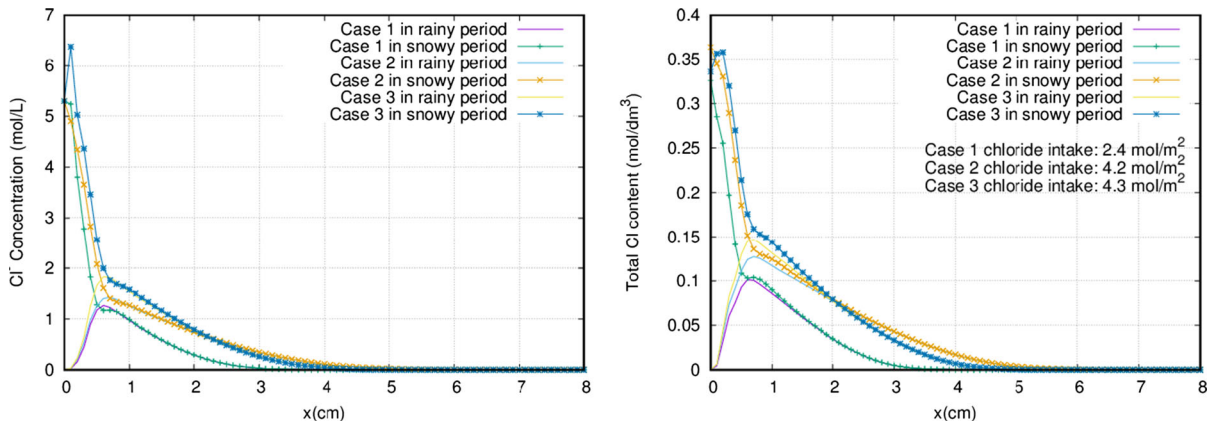 7
6
5
4
3
2
1
0
Cl⁻ Concentration (mol/L)
Case 1 in rainy period
Case 1 in snowy period
Case 2 in rainy period
Case 2 in snowy period
Case 3 in rainy period
Case 3 in snowy period
0 1 2 3 4 5 6 7 8
x(cm)
0.4
0.35
0.3
0.25
0.2
0.15
0.1
0.05
0
Total Cl content (mol/dm³)
Case 1 in rainy period
Case 1 in snowy period
Case 2 in rainy period
Case 2 in snowy period
Case 3 in rainy period
Case 3 in snowy period
Case 1 chloride intake: 2.4 mol/m²
Case 2 chloride intake: 4.2 mol/m²
Case 3 chloride intake: 4.3 mol/m²
0 1 2 3 4 5 6 7 8
x(cm)